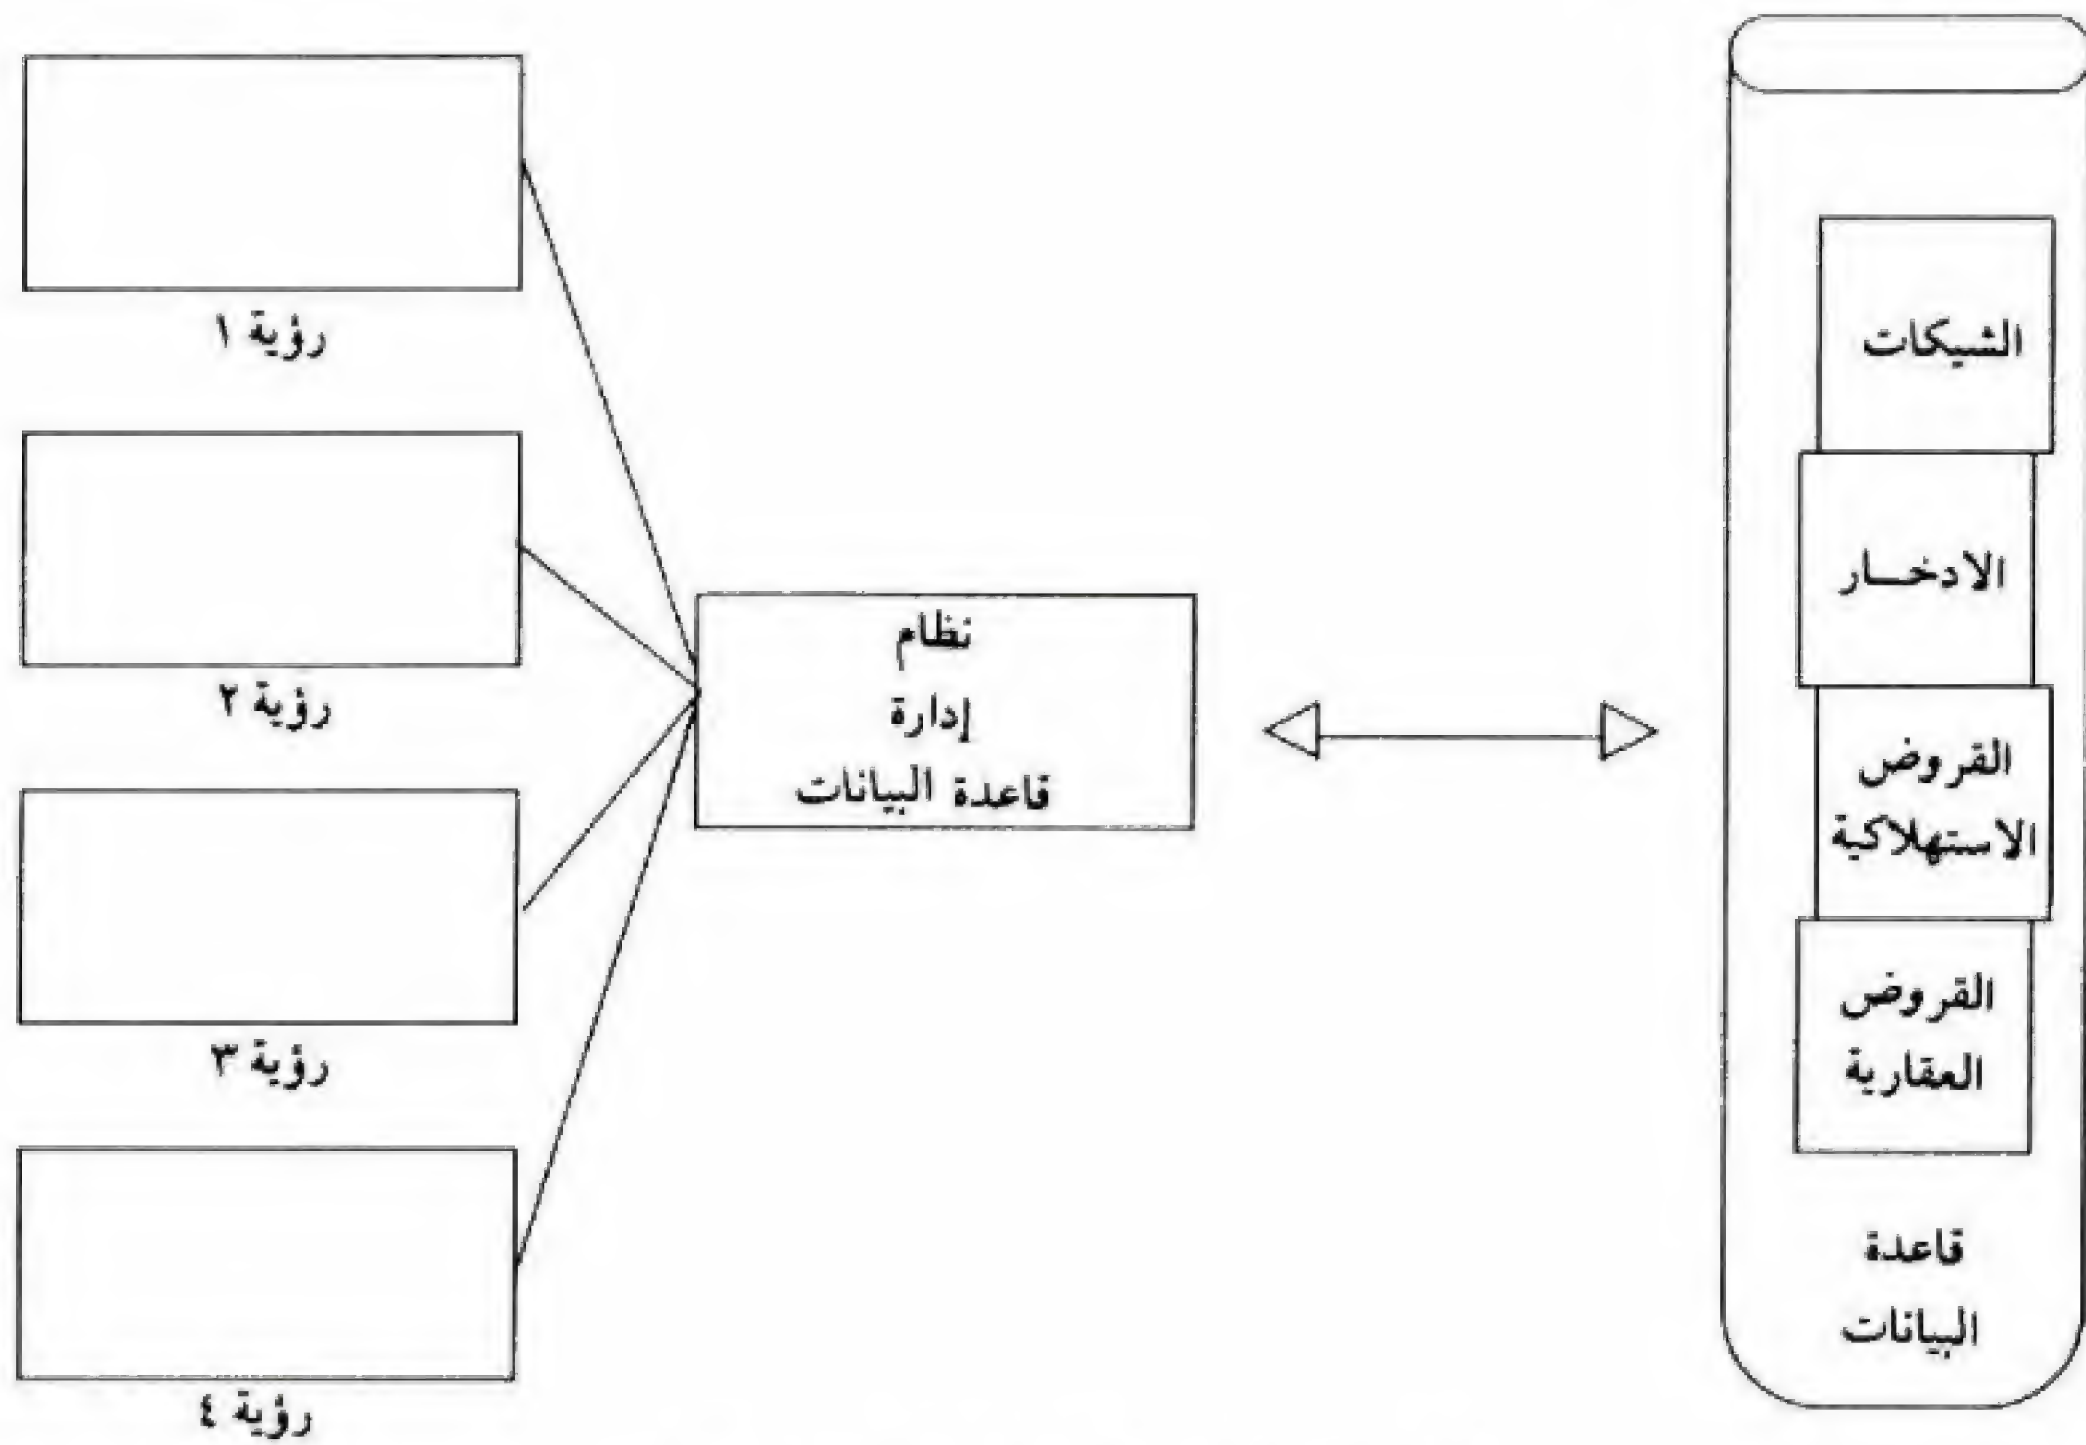 الشيكات
الادخــار
القروض
الاستهلاكية
القروض
العقارية
قاعدة
البيانات
نظام
إدارة
قاعدة البيانات
رؤية ١
رؤية ٢
رؤية ٣
رؤية ٤